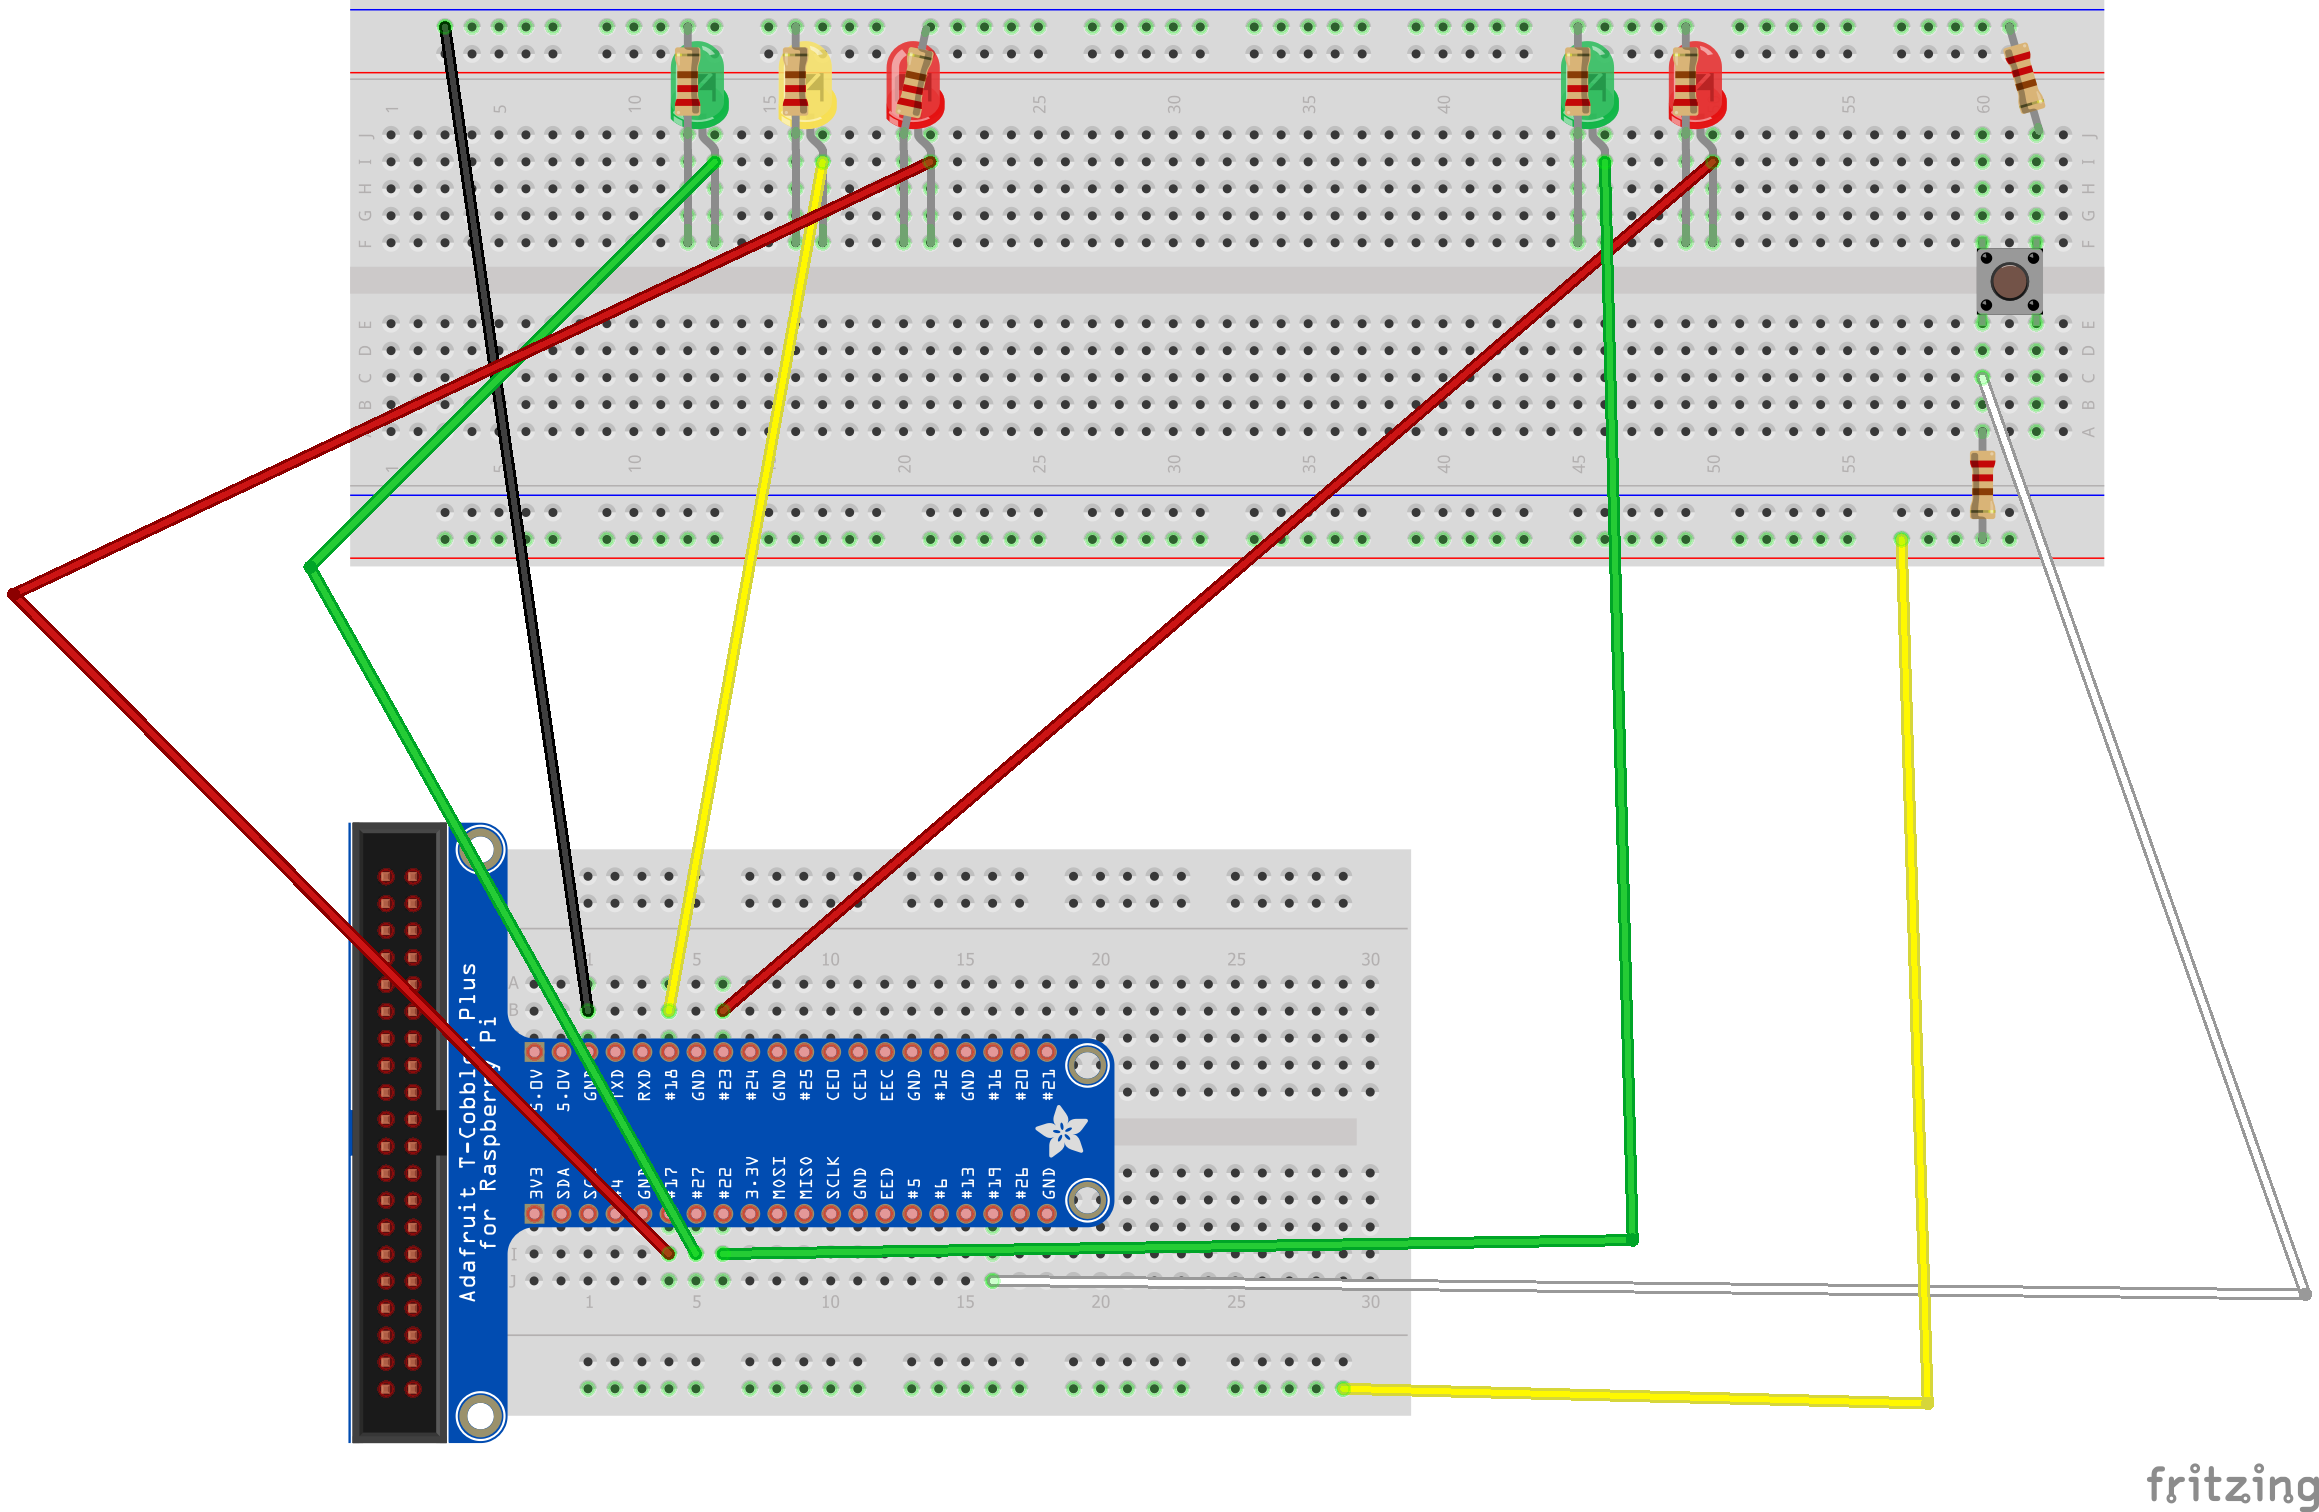 1 5 10 15 25 30 35 40 45 55 60
J J
I I
H H
G G
F F
E E
D D
C C
B B
A
1 5 10 20 25 30 35 40 45 50 55
Adafruit T-Cobbler Plus
for Raspberry Pi
1 5 10 15 20 25 30
A
B
5.0V 5.0V GND TXD RXD #18 GND #23 #24 GND #25 CE0 CE1 EEC GND #12 GND #16 #20 #21
3V3 SDA SCL #4 GND #17 #27 #22 3.3V MOSI MISO SCLK GND EED #5 #6 #13 #19 #26 GND
I
J
1 5 10 15 20 25 30
fritzing